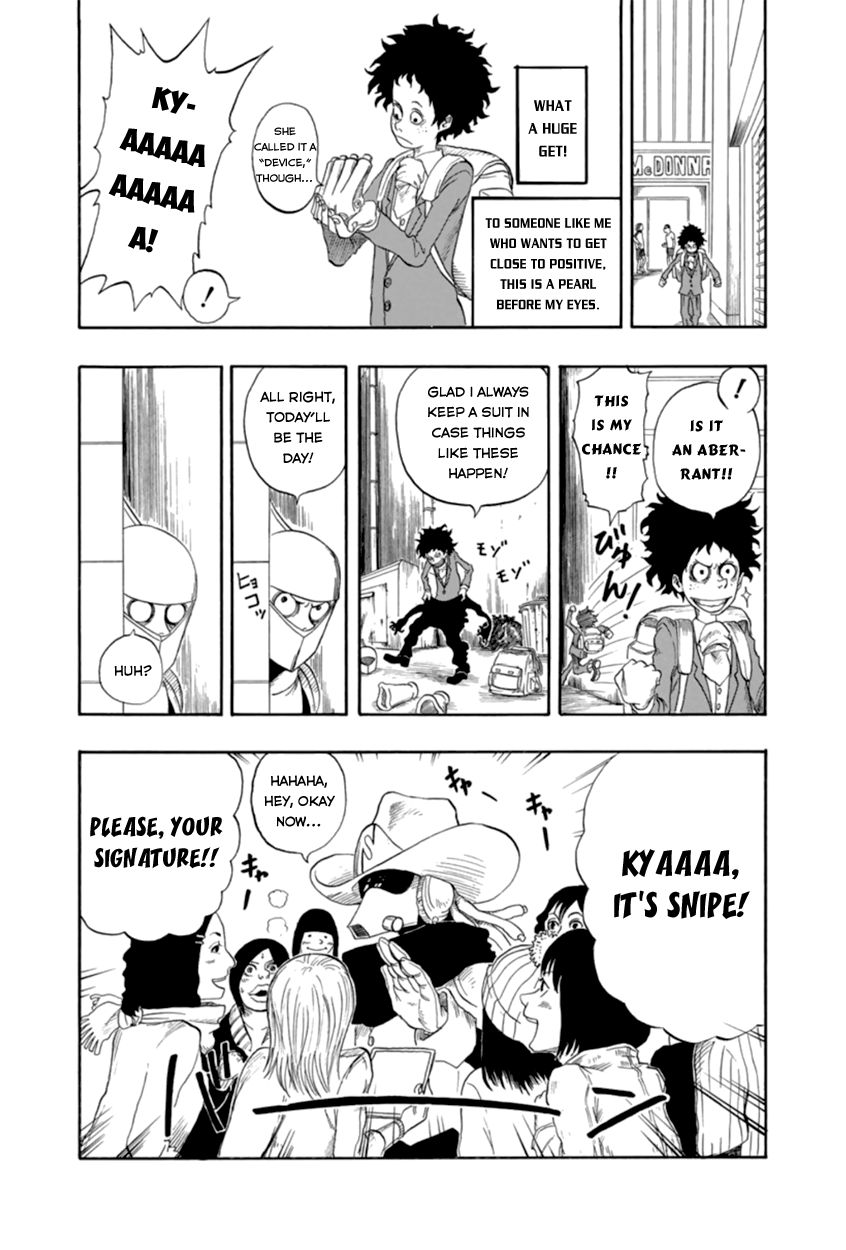 McDONNA
WHAT
A HUGE
GET!
TO SOMEONE LIKE ME
WHO WANTS TO GET
CLOSE TO POSITIVE,
THIS IS A PEARL
BEFORE MY EYES.
SHE
CALLED IT A
"DEVICE,"
THOUGH...
KY-
AAAAA
AAAAA
A!
!
!
IS IT
AN ABER-
RANT!!
THIS
IS MY
CHANCE
!!
びゅん!
GLAD I ALWAYS
KEEP A SUIT IN
CASE THINGS
LIKE THESE
HAPPEN!
モゾ
モゾ
ALL RIGHT,
TODAY'LL
BE THE
DAY!
ヒョコッ
HUH?
KYAAAA,
IT'S SNIPE!
キャー
キャー
HAHAHA,
HEY, OKAY
NOW...
PLEASE, YOUR
SIGNATURE!!
キャー